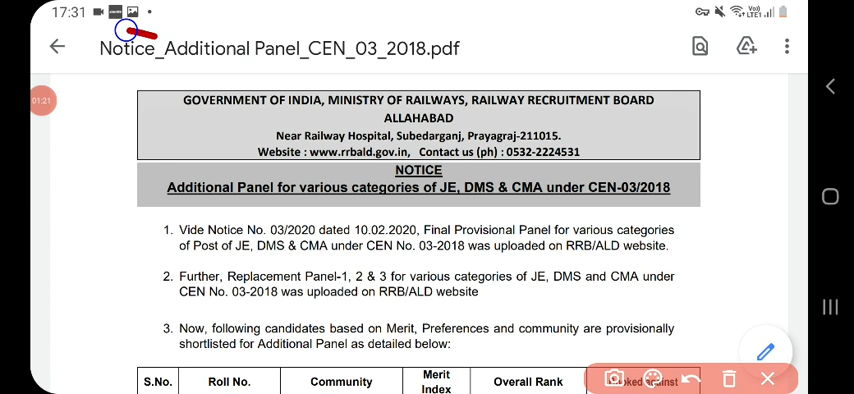 17:31
Notice_Additional Panel_CEN_03_2018.pdf
01:21
GOVERNMENT OF INDIA, MINISTRY OF RAILWAYS, RAILWAY RECRUITMENT BOARD
ALLAHABAD
Near Railway Hospital, Subedarganj, Prayagraj-211015.
Website : www.rrbald.gov.in, Contact us (ph) : 0532-2224531
NOTICE
Additional Panel for various categories of JE, DMS & CMA under CEN-03/2018
1. Vide Notice No. 03/2020 dated 10.02.2020, Final Provisional Panel for various categories
of Post of JE, DMS & CMA under CEN No. 03-2018 was uploaded on RRB/ALD website.
2. Further, Replacement Panel-1, 2 & 3 for various categories of JE, DMS and CMA under
CEN No. 03-2018 was uploaded on RRB/ALD website
3. Now, following candidates based on Merit, Preferences and community are provisionally
shortlisted for Additional Panel as detailed below:
S.No. Roll No. Community Merit Index Overall Rank